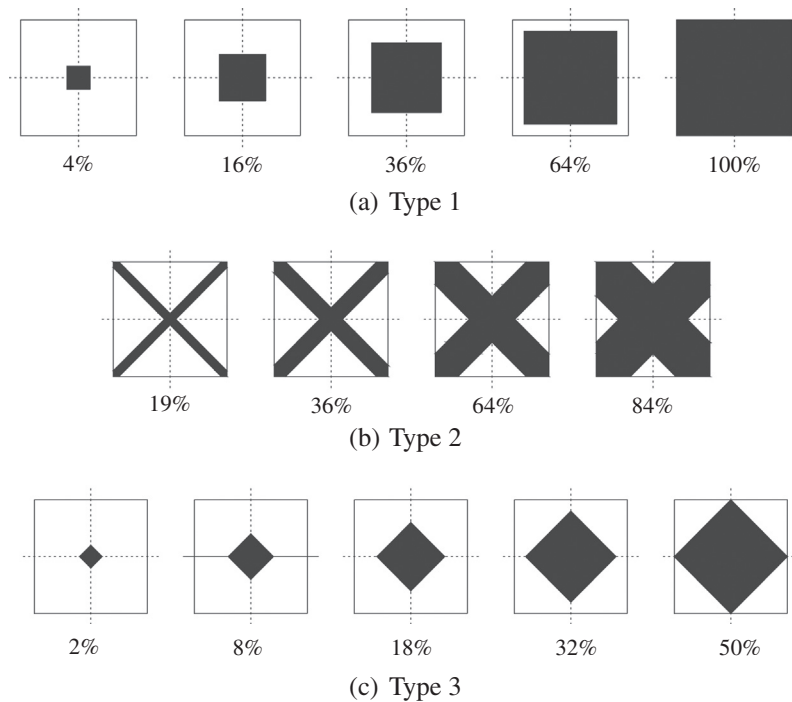 4% 16% 36% 64% 100%
(a) Type 1
19% 36% 64% 84%
(b) Type 2
2% 8% 18% 32% 50%
(c) Type 3